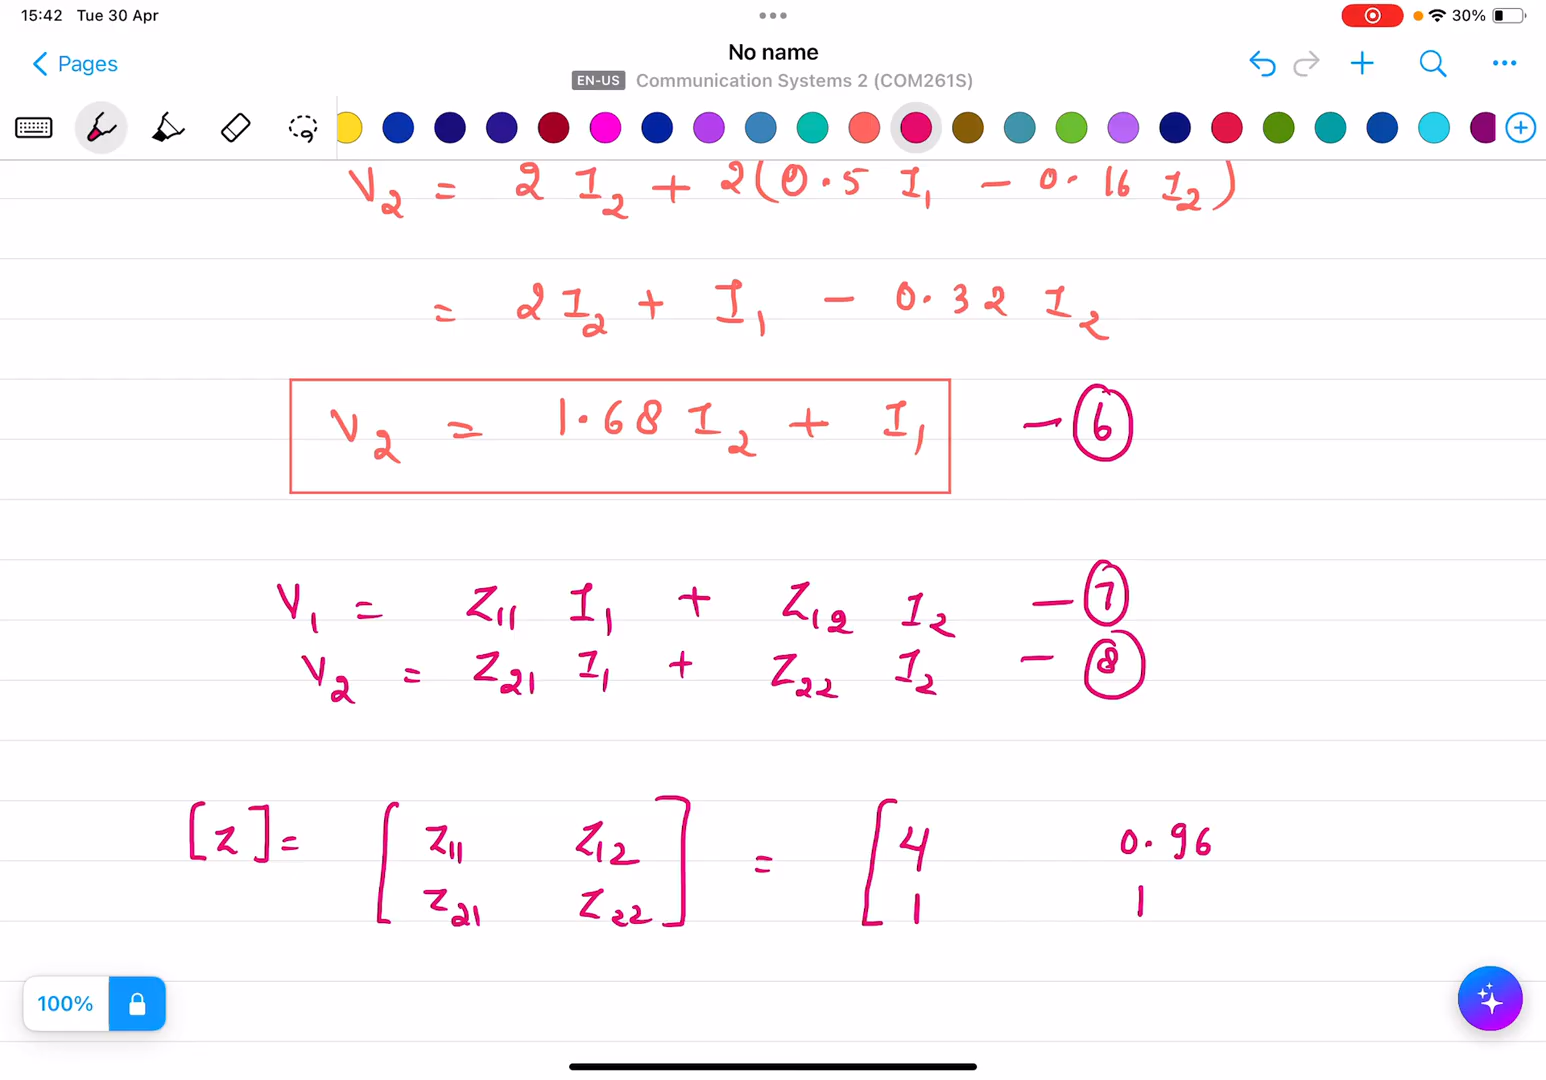 15:42 Tue 30 Apr
30%
Pages
No name
EN-US Communication Systems 2 (COM261S)
V₂ = 2 I₂ + 2(0.5 I₁ - 0.16 I₂)
= 2I₂ + I₁ - 0.32 I₂
V₂ = 1.68 I₂ + I₁ - 6
V₁ = Z₁₁ I₁ + Z₁₂ I₂ - 7
V₂ = Z₂₁ I₁ + Z₂₂ I₂ - 8
[Z] = [ Z₁₁ Z₁₂ ] = [ 4 0.96
Z₂₁ Z₂₂ 1 1
100%